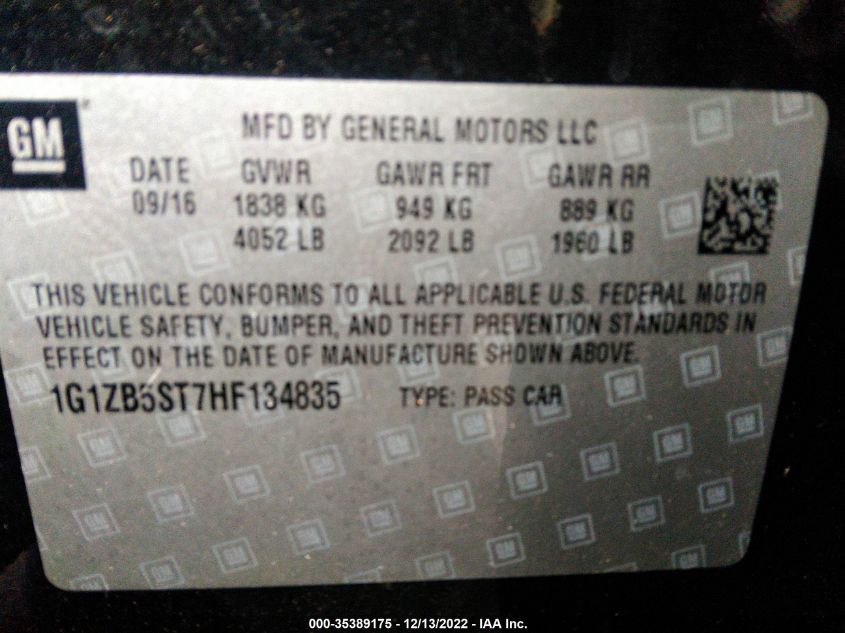 GM
MFD BY GENERAL MOTORS LLC
DATE GVWR GAWR FRT GAWR RR
09/16 1838 KG 949 KG 889 KG
4052 LB 2092 LB 1960 LB
THIS VEHICLE CONFORMS TO ALL APPLICABLE U.S. FEDERAL MOTOR
VEHICLE SAFETY, BUMPER, AND THEFT PREVENTION STANDARDS IN
EFFECT ON THE DATE OF MANUFACTURE SHOWN ABOVE.
1G1ZB5ST7HF134835 TYPE: PASS CAR
000-35389175 - 12/13/2022 - IAA Inc.